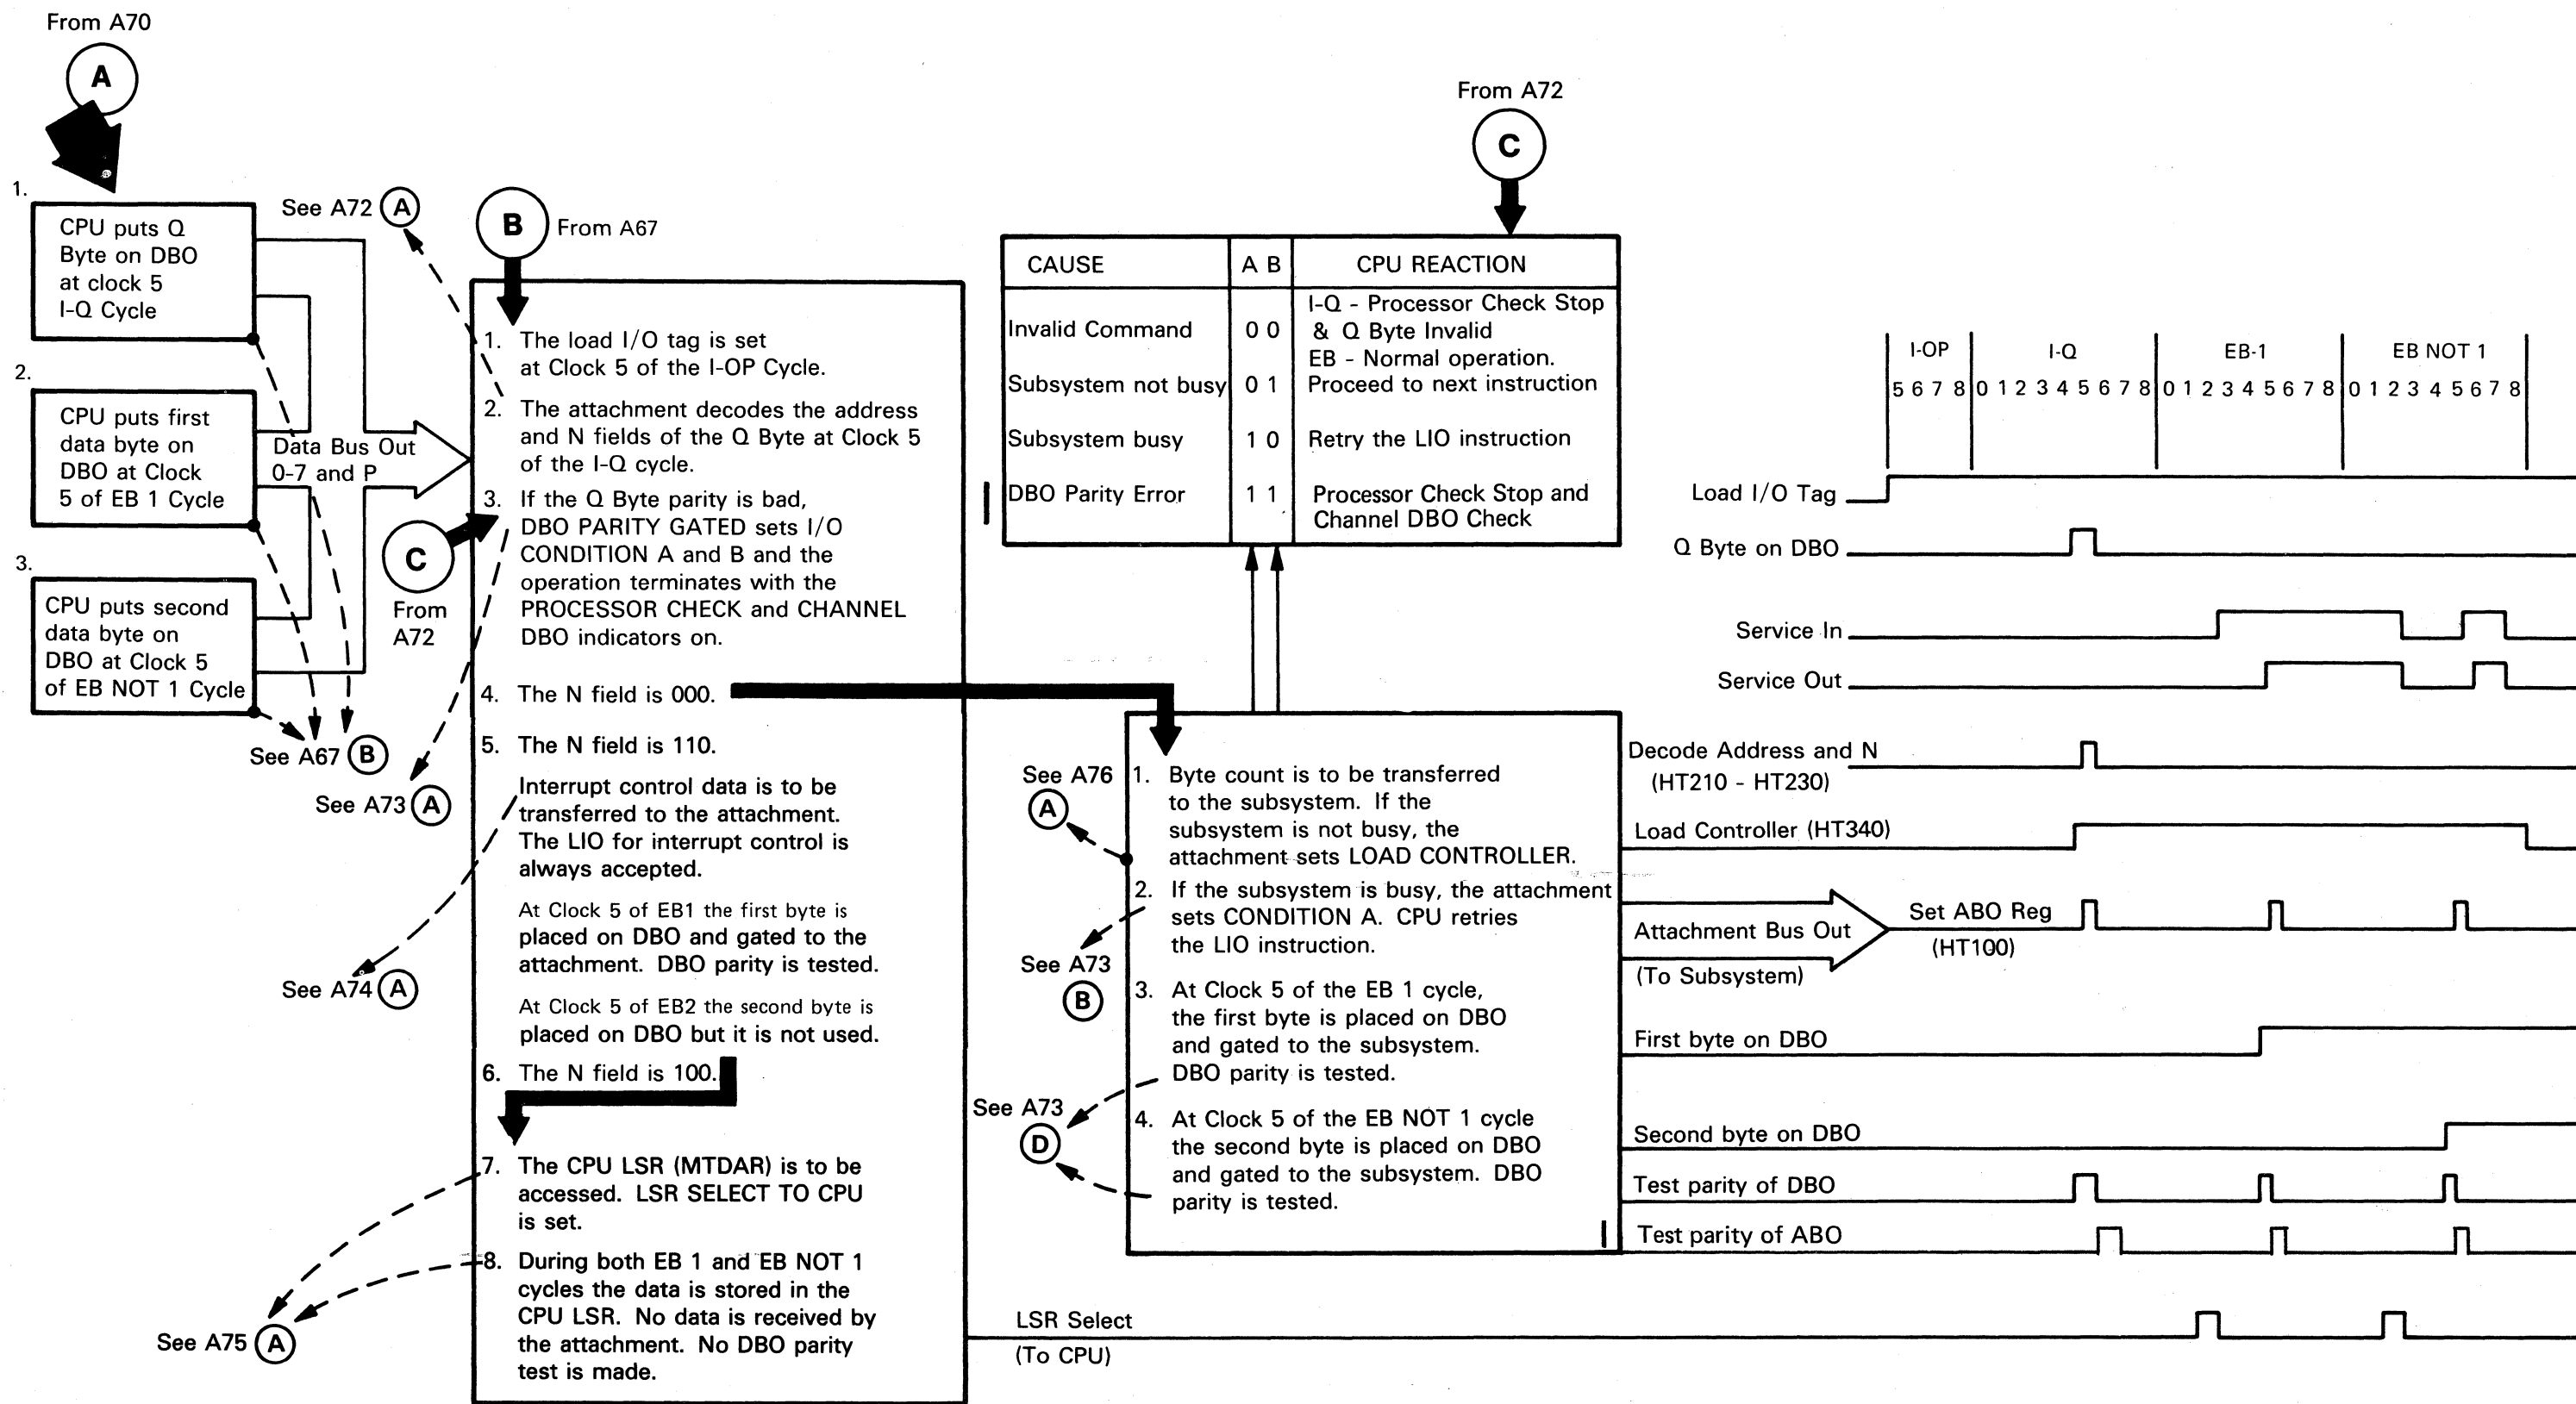 From A70
A
1.
CPU puts Q
Byte on DBO
at clock 5
I-Q Cycle
2.
CPU puts first
data byte on
DBO at Clock
5 of EB 1 Cycle
3.
CPU puts second
data byte on
DBO at Clock 5
of EB NOT 1 Cycle
Data Bus Out
0-7 and P
See A72 A
B From A67
C
From
A72
See A67 B
See A73 A
See A74 A
See A75 A
1. The load I/O tag is set
at Clock 5 of the I-OP Cycle.
2. The attachment decodes the address
and N fields of the Q Byte at Clock 5
of the I-Q cycle.
3. If the Q Byte parity is bad,
DBO PARITY GATED sets I/O
CONDITION A and B and the
operation terminates with the
PROCESSOR CHECK and CHANNEL
DBO indicators on.
4. The N field is 000.
5. The N field is 110.
Interrupt control data is to be
transferred to the attachment.
The LIO for interrupt control is
always accepted.
At Clock 5 of EB1 the first byte is
placed on DBO and gated to the
attachment. DBO parity is tested.
At Clock 5 of EB2 the second byte is
placed on DBO but it is not used.
6. The N field is 100.
7. The CPU LSR (MTDAR) is to be
accessed. LSR SELECT TO CPU
is set.
8. During both EB 1 and EB NOT 1
cycles the data is stored in the
CPU LSR. No data is received by
the attachment. No DBO parity
test is made.
From A72
C
CAUSE A B CPU REACTION
Invalid Command 0 0 I-Q - Processor Check Stop
& Q Byte Invalid
EB - Normal operation.
Subsystem not busy 0 1 Proceed to next instruction
Subsystem busy 1 0 Retry the LIO instruction
DBO Parity Error 1 1 Processor Check Stop and
Channel DBO Check
See A76
A
See A73
B
See A73
D
1. Byte count is to be transferred
to the subsystem. If the
subsystem is not busy, the
attachment sets LOAD CONTROLLER.
2. If the subsystem is busy, the attachment
sets CONDITION A. CPU retries
the LIO instruction.
3. At Clock 5 of the EB 1 cycle,
the first byte is placed on DBO
and gated to the subsystem.
DBO parity is tested.
4. At Clock 5 of the EB NOT 1 cycle
the second byte is placed on DBO
and gated to the subsystem. DBO
parity is tested.
I-OP I-Q EB-1 EB NOT 1
5 6 7 8 0 1 2 3 4 5 6 7 8 0 1 2 3 4 5 6 7 8 0 1 2 3 4 5 6 7 8
Load I/O Tag
Q Byte on DBO
Service In
Service Out
Decode Address and N
(HT210 - HT230)
Load Controller (HT340)
Attachment Bus Out
(To Subsystem)
Set ABO Reg
(HT100)
First byte on DBO
Second byte on DBO
Test parity of DBO
Test parity of ABO
LSR Select
(To CPU)